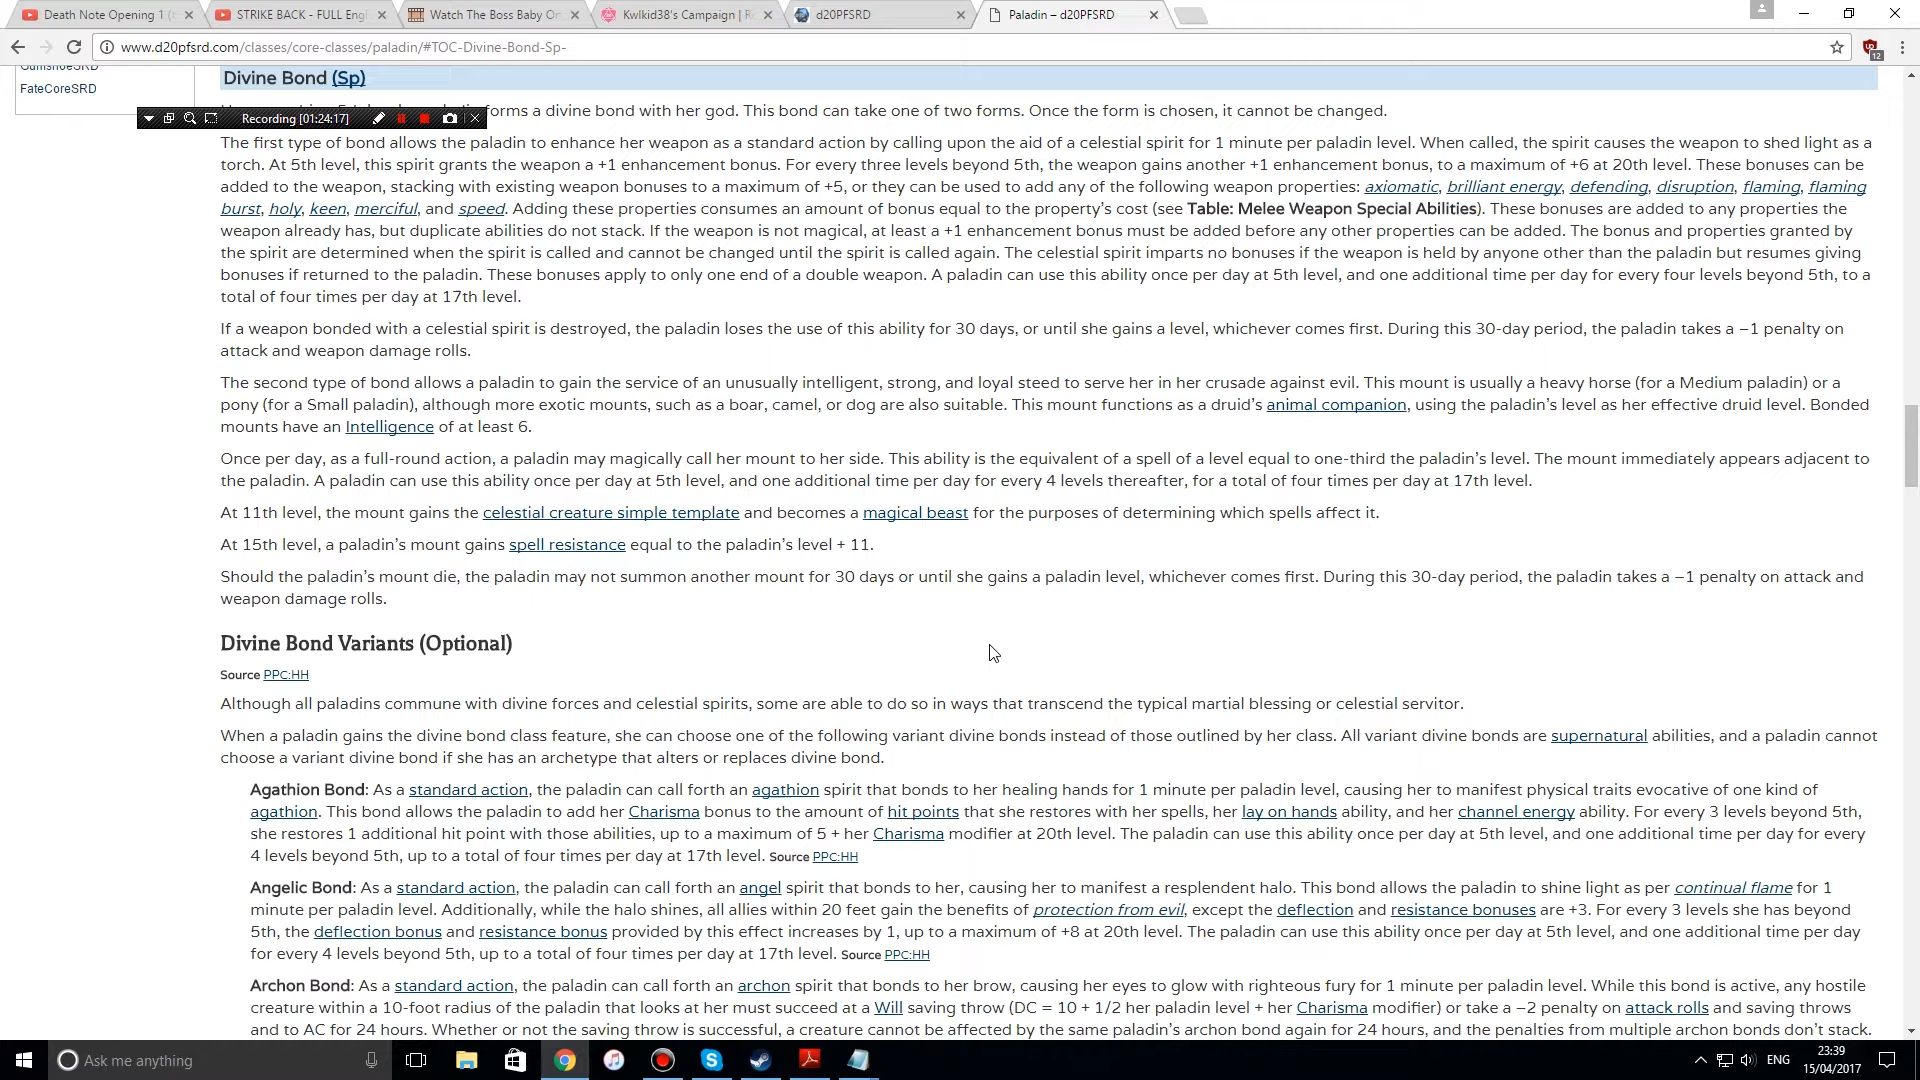 Death Note Opening 1 (
STRIKE BACK - FULL Engl
Watch The Boss Baby On
Kwlkid38's Campaign | R
d20PFSRD
Paladin – d20PFSRD
www.d20pfsrd.com/classes/core-classes/paladin/#TOC-Divine-Bond-Sp-
12
GumshoeSRD
FateCoreSRD
Recording [01:24:17]
Divine Bond (Sp)
forms a divine bond with her god. This bond can take one of two forms. Once the form is chosen, it cannot be changed.
The first type of bond allows the paladin to enhance her weapon as a standard action by calling upon the aid of a celestial spirit for 1 minute per paladin level. When called, the spirit causes the weapon to shed light as a
torch. At 5th level, this spirit grants the weapon a +1 enhancement bonus. For every three levels beyond 5th, the weapon gains another +1 enhancement bonus, to a maximum of +6 at 20th level. These bonuses can be
added to the weapon, stacking with existing weapon bonuses to a maximum of +5, or they can be used to add any of the following weapon properties: axiomatic, brilliant energy, defending, disruption, flaming, flaming
burst, holy, keen, merciful, and speed. Adding these properties consumes an amount of bonus equal to the property's cost (see Table: Melee Weapon Special Abilities). These bonuses are added to any properties the
weapon already has, but duplicate abilities do not stack. If the weapon is not magical, at least a +1 enhancement bonus must be added before any other properties can be added. The bonus and properties granted by
the spirit are determined when the spirit is called and cannot be changed until the spirit is called again. The celestial spirit imparts no bonuses if the weapon is held by anyone other than the paladin but resumes giving
bonuses if returned to the paladin. These bonuses apply to only one end of a double weapon. A paladin can use this ability once per day at 5th level, and one additional time per day for every four levels beyond 5th, to a
total of four times per day at 17th level.
If a weapon bonded with a celestial spirit is destroyed, the paladin loses the use of this ability for 30 days, or until she gains a level, whichever comes first. During this 30-day period, the paladin takes a −1 penalty on
attack and weapon damage rolls.
The second type of bond allows a paladin to gain the service of an unusually intelligent, strong, and loyal steed to serve her in her crusade against evil. This mount is usually a heavy horse (for a Medium paladin) or a
pony (for a Small paladin), although more exotic mounts, such as a boar, camel, or dog are also suitable. This mount functions as a druid's animal companion, using the paladin's level as her effective druid level. Bonded
mounts have an Intelligence of at least 6.
Once per day, as a full-round action, a paladin may magically call her mount to her side. This ability is the equivalent of a spell of a level equal to one-third the paladin's level. The mount immediately appears adjacent to
the paladin. A paladin can use this ability once per day at 5th level, and one additional time per day for every 4 levels thereafter, for a total of four times per day at 17th level.
At 11th level, the mount gains the celestial creature simple template and becomes a magical beast for the purposes of determining which spells affect it.
At 15th level, a paladin's mount gains spell resistance equal to the paladin's level + 11.
Should the paladin's mount die, the paladin may not summon another mount for 30 days or until she gains a paladin level, whichever comes first. During this 30-day period, the paladin takes a −1 penalty on attack and
weapon damage rolls.
Divine Bond Variants (Optional)
Source PPC:HH
Although all paladins commune with divine forces and celestial spirits, some are able to do so in ways that transcend the typical martial blessing or celestial servitor.
When a paladin gains the divine bond class feature, she can choose one of the following variant divine bonds instead of those outlined by her class. All variant divine bonds are supernatural abilities, and a paladin cannot
choose a variant divine bond if she has an archetype that alters or replaces divine bond.
Agathion Bond: As a standard action, the paladin can call forth an agathion spirit that bonds to her healing hands for 1 minute per paladin level, causing her to manifest physical traits evocative of one kind of
agathion. This bond allows the paladin to add her Charisma bonus to the amount of hit points that she restores with her spells, her lay on hands ability, and her channel energy ability. For every 3 levels beyond 5th,
she restores 1 additional hit point with those abilities, up to a maximum of 5 + her Charisma modifier at 20th level. The paladin can use this ability once per day at 5th level, and one additional time per day for every
4 levels beyond 5th, up to a total of four times per day at 17th level. Source PPC:HH
Angelic Bond: As a standard action, the paladin can call forth an angel spirit that bonds to her, causing her to manifest a resplendent halo. This bond allows the paladin to shine light as per continual flame for 1
minute per paladin level. Additionally, while the halo shines, all allies within 20 feet gain the benefits of protection from evil, except the deflection and resistance bonuses are +3. For every 3 levels she has beyond
5th, the deflection bonus and resistance bonus provided by this effect increases by 1, up to a maximum of +8 at 20th level. The paladin can use this ability once per day at 5th level, and one additional time per day
for every 4 levels beyond 5th, up to a total of four times per day at 17th level. Source PPC:HH
Archon Bond: As a standard action, the paladin can call forth an archon spirit that bonds to her brow, causing her eyes to glow with righteous fury for 1 minute per paladin level. While this bond is active, any hostile
creature within a 10-foot radius of the paladin that looks at her must succeed at a Will saving throw (DC = 10 + 1/2 her paladin level + her Charisma modifier) or take a −2 penalty on attack rolls and saving throws
and to AC for 24 hours. Whether or not the saving throw is successful, a creature cannot be affected by the same paladin's archon bond again for 24 hours, and the penalties from multiple archon bonds don't stack.
Ask me anything
ENG
23:39
15/04/2017